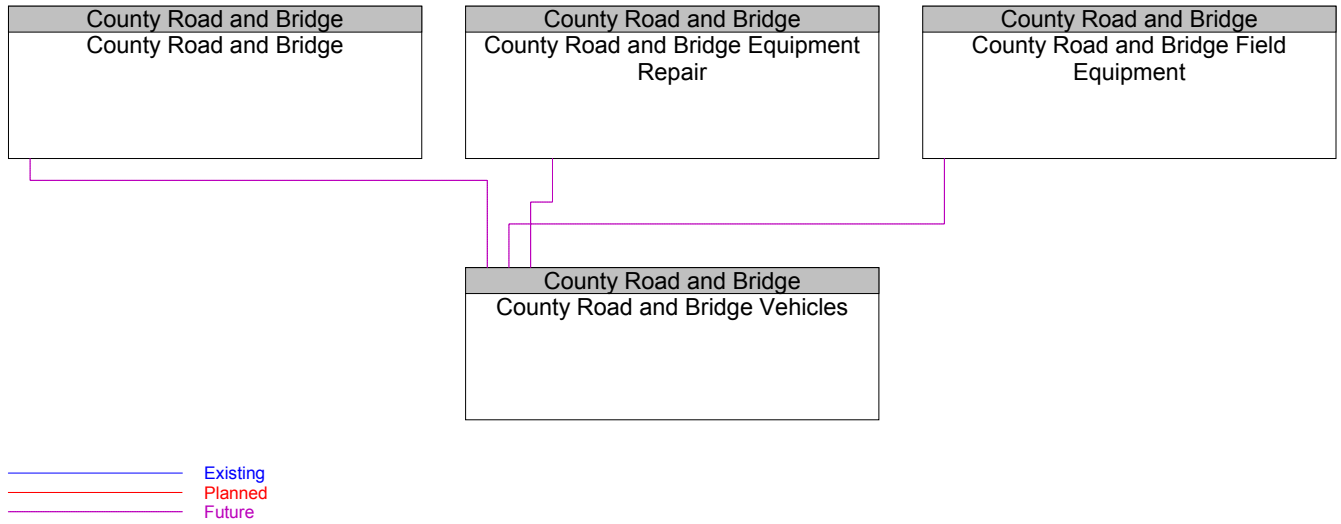 County Road and Bridge
County Road and Bridge
County Road and Bridge
County Road and Bridge Equipment
Repair
County Road and Bridge
County Road and Bridge Field
Equipment
County Road and Bridge
County Road and Bridge Vehicles
Existing
Planned
Future